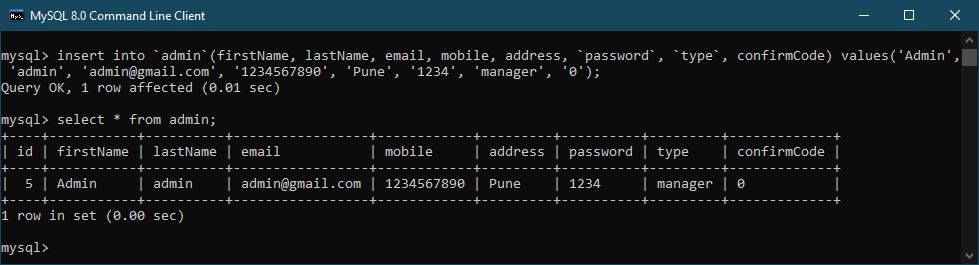 MySQL 8.0 Command Line Client
mysql> insert into `admin`(firstName, lastName, email, mobile, address, `password`, `type`, confirmCode) values('Admin',
 'admin', 'admin@gmail.com', '1234567890', 'Pune', '1234', 'manager', '0');
Query OK, 1 row affected (0.01 sec)
mysql> select * from admin;
+----+-----------+----------+-----------------+------------+---------+----------+---------+-------------+
| id | firstName | lastName | email           | mobile     | address | password | type    | confirmCode |
+----+-----------+----------+-----------------+------------+---------+----------+---------+-------------+
|  5 | Admin     | admin    | admin@gmail.com | 1234567890 | Pune    | 1234     | manager | 0           |
+----+-----------+----------+-----------------+------------+---------+----------+---------+-------------+
1 row in set (0.00 sec)
mysql>